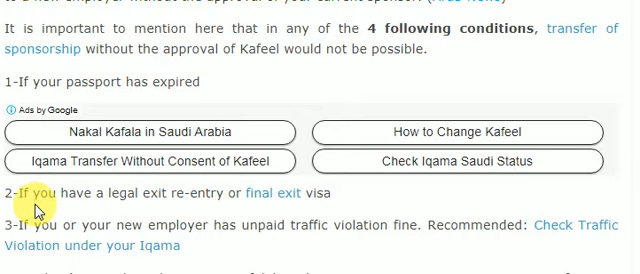 It is important to mention here that in any of the 4 following conditions, transfer of
sponsorship without the approval of Kafeel would not be possible.
1-If your passport has expired
Ads by Google
Nakal Kafala in Saudi Arabia
How to Change Kafeel
Iqama Transfer Without Consent of Kafeel
Check Iqama Saudi Status
2-If you have a legal exit re-entry or final exit visa
3-If you or your new employer has unpaid traffic violation fine. Recommended: Check Traffic
Violation under your Iqama